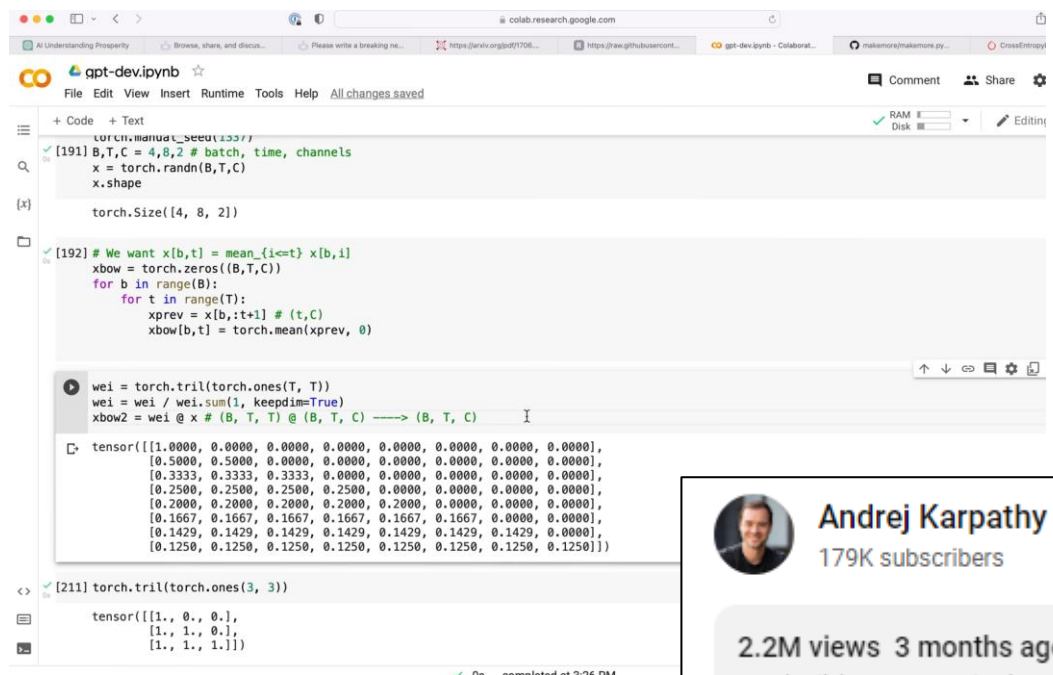 colab.research.google.com
AI Understanding Prosperity
Browse, share, and discus...
Please write a breaking ne...
https://arxiv.org/pdf/1706....
https://raw.githubusercont...
gpt-dev.ipynb - Colaborat...
makemore/makemore.py...
CrossEntropyl
CO
gpt-dev.ipynb
Comment
Share
File Edit View Insert Runtime Tools Help All changes saved
+ Code + Text
RAM
Disk
Editing
torch.manual_seed(1337)
[191] B,T,C = 4,8,2 # batch, time, channels
x = torch.randn(B,T,C)
x.shape
{x}
torch.Size([4, 8, 2])
[192] # We want x[b,t] = mean_{i<=t} x[b,i]
xbow = torch.zeros((B,T,C))
for b in range(B):
for t in range(T):
xprev = x[b,:t+1] # (t,C)
xbow[b,t] = torch.mean(xprev, 0)
wei = torch.tril(torch.ones(T, T))
wei = wei / wei.sum(1, keepdim=True)
xbow2 = wei @ x # (B, T, T) @ (B, T, C) ----> (B, T, C)
tensor([[1.0000, 0.0000, 0.0000, 0.0000, 0.0000, 0.0000, 0.0000, 0.0000],
[0.5000, 0.5000, 0.0000, 0.0000, 0.0000, 0.0000, 0.0000, 0.0000],
[0.3333, 0.3333, 0.3333, 0.0000, 0.0000, 0.0000, 0.0000, 0.0000],
[0.2500, 0.2500, 0.2500, 0.2500, 0.0000, 0.0000, 0.0000, 0.0000],
[0.2000, 0.2000, 0.2000, 0.2000, 0.2000, 0.0000, 0.0000, 0.0000],
[0.1667, 0.1667, 0.1667, 0.1667, 0.1667, 0.1667, 0.0000, 0.0000],
[0.1429, 0.1429, 0.1429, 0.1429, 0.1429, 0.1429, 0.1429, 0.0000],
[0.1250, 0.1250, 0.1250, 0.1250, 0.1250, 0.1250, 0.1250, 0.1250]])
[211] torch.tril(torch.ones(3, 3))
tensor([[1., 0., 0.],
[1., 1., 0.],
[1., 1., 1.]])
0s completed at 3:26 PM
Andrej Karpathy
179K subscribers
2.2M views 3 months ago